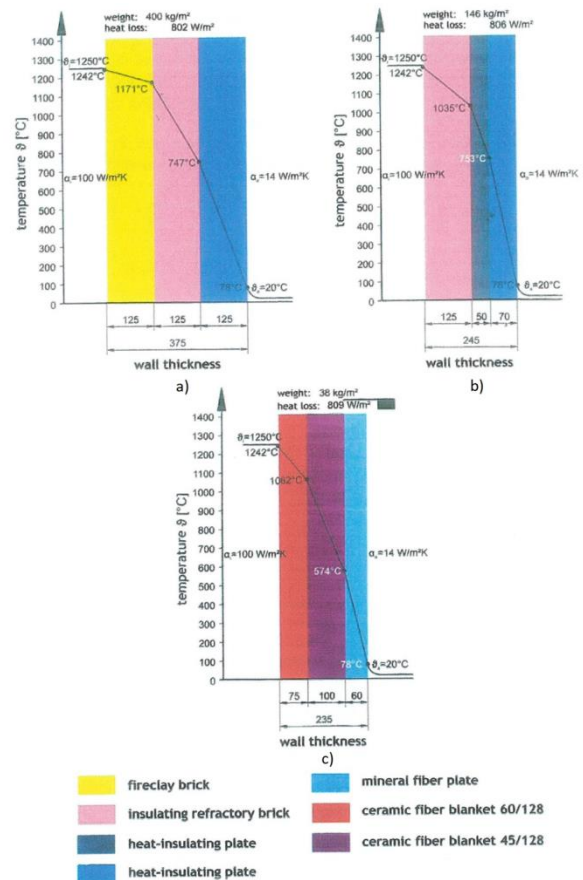 weight: 400 kg/m²
heat loss: 802 W/m²
temperature ϑ [°C]
1400
1300
1200
1100
1000
900
800
700
600
500
400
300
200
100
0
ϑᵢ=1250°C
1242°C
1171°C
747°C
78°C
αᵢ=100 W/m²K
αₐ=14 W/m²K
ϑₐ=20°C
125 125 125
375
wall thickness
a)
weight: 146 kg/m²
heat loss: 806 W/m²
temperature ϑ [°C]
1400
1300
1200
1100
1000
900
800
700
600
500
400
300
200
100
0
ϑᵢ=1250°C
1242°C
1035°C
753°C
78°C
αᵢ=100 W/m²K
αₐ=14 W/m²K
ϑₐ=20°C
125 50 70
245
wall thickness
b)
weight: 38 kg/m²
heat loss: 809 W/m²
temperature ϑ [°C]
1400
1300
1200
1100
1000
900
800
700
600
500
400
300
200
100
0
ϑᵢ=1250°C
1242°C
1062°C
574°C
78°C
αᵢ=100 W/m²K
αₐ=14 W/m²K
ϑₐ=20°C
75 100 60
235
wall thickness
c)
fireclay brick
insulating refractory brick
heat-insulating plate
heat-insulating plate
mineral fiber plate
ceramic fiber blanket 60/128
ceramic fiber blanket 45/128